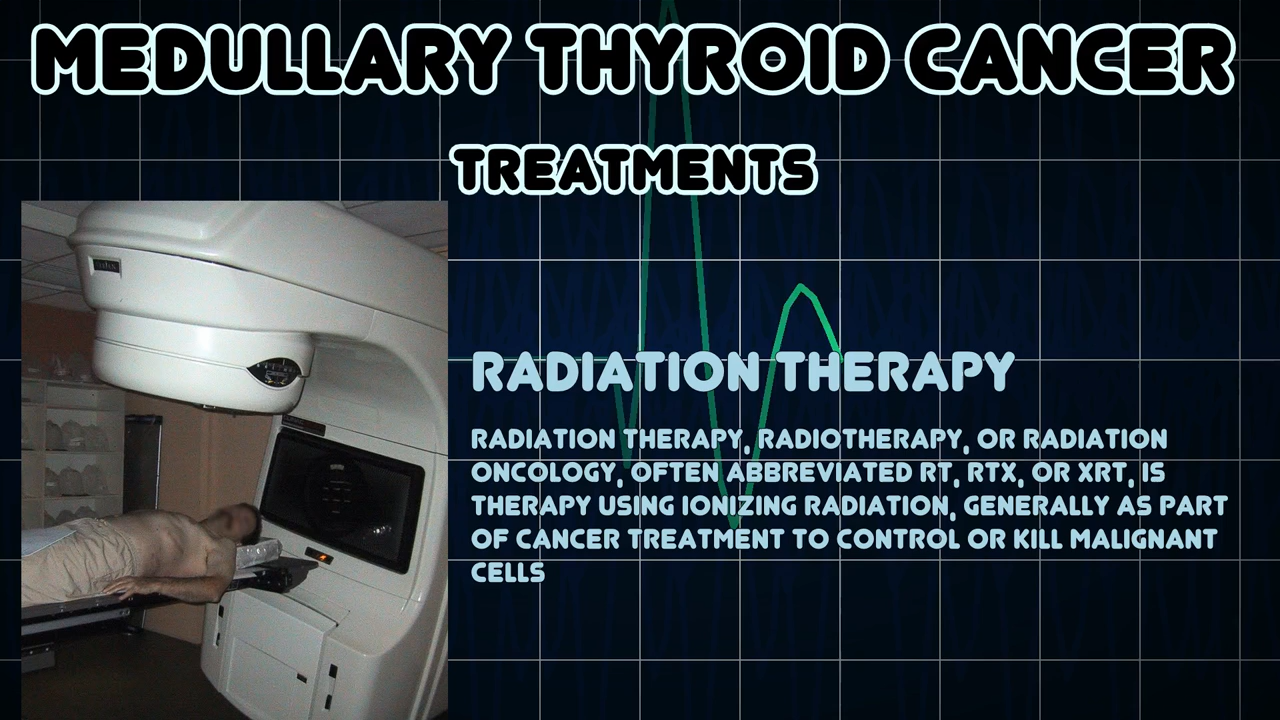 MEDULLARY THYROID CANCER
TREATMENTS
RADIATION THERAPY
RADIATION THERAPY, RADIOTHERAPY, OR RADIATION
ONCOLOGY, OFTEN ABBREVIATED RT, RTX, OR XRT, IS
THERAPY USING IONIZING RADIATION, GENERALLY AS PART
OF CANCER TREATMENT TO CONTROL OR KILL MALIGNANT
CELLS